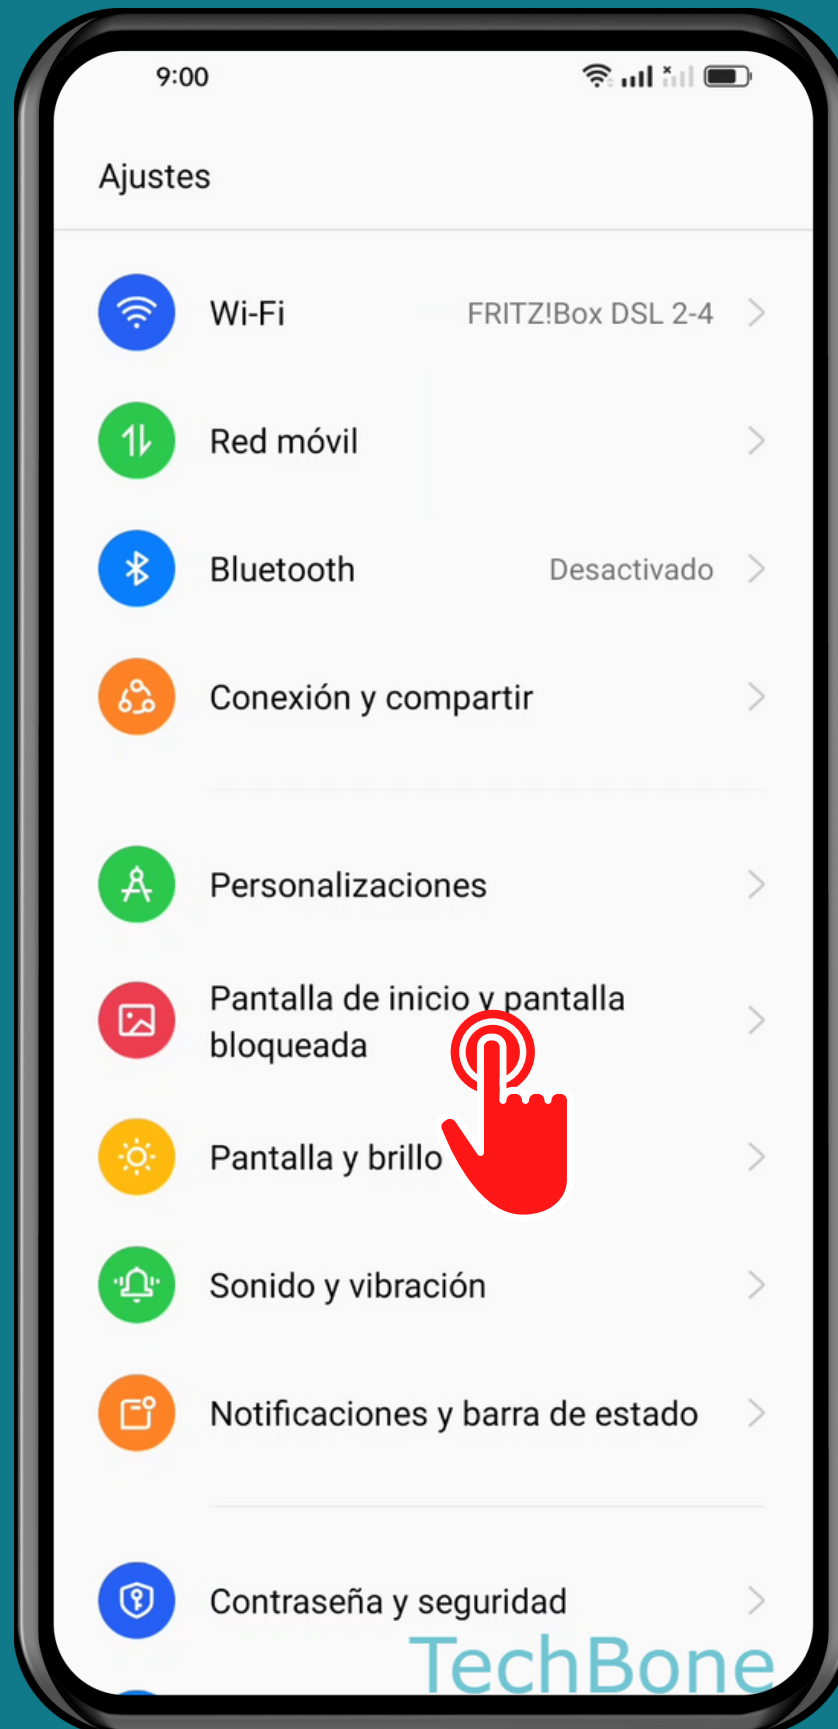 9:00
Ajustes
Wi-Fi
FRITZ!Box DSL 2-4
Red móvil
Bluetooth
Desactivado
Conexión y compartir
Personalizaciones
Pantalla de inicio y pantalla
bloqueada
Pantalla y brillo
Sonido y vibración
Notificaciones y barra de estado
Contraseña y seguridad
TechBone